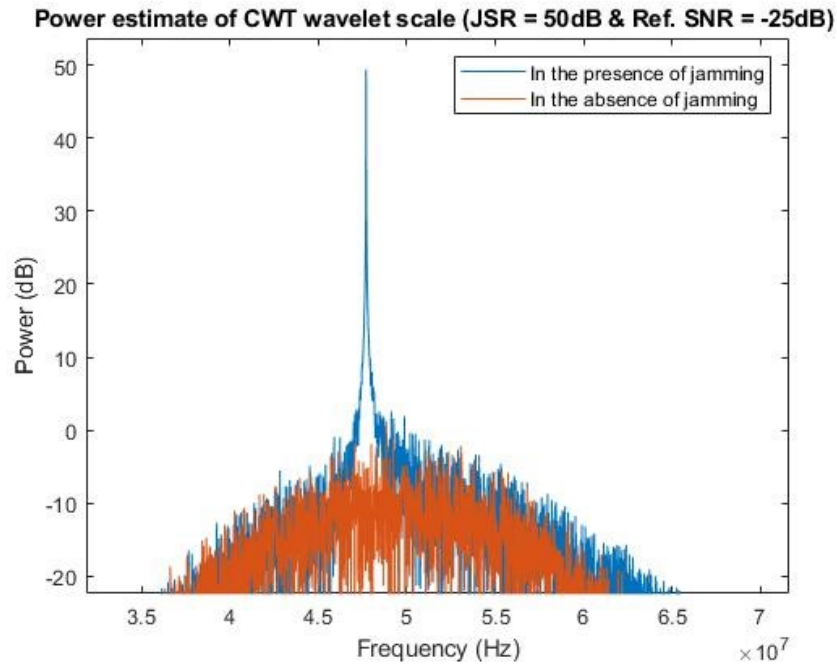 Power estimate of CWT wavelet scale (JSR = 50dB & Ref. SNR = -25dB)
In the presence of jamming
In the absence of jamming
50
40
30
20
10
0
-10
-20
Power (dB)
3.5 4 4.5 5 5.5 6 6.5 7
Frequency (Hz)
×10⁷